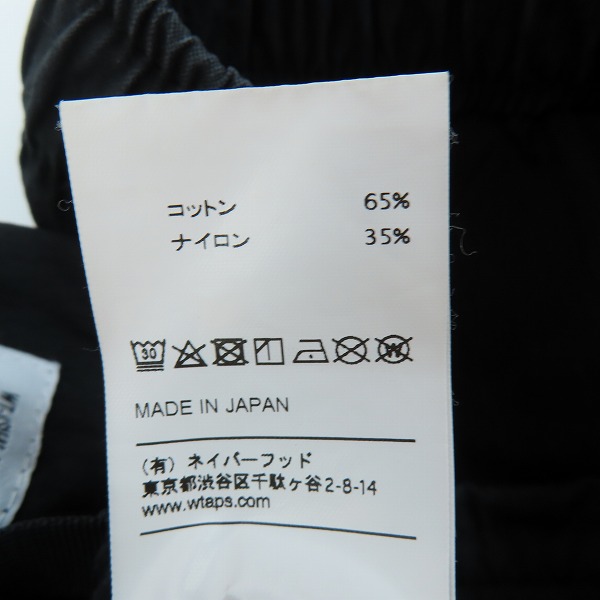 コットン 65%
ナイロン 35%
30
W
MADE IN JAPAN
(有) ネイバーフッド
東京都渋谷区千駄ヶ谷2-8-14
www.wtaps.com